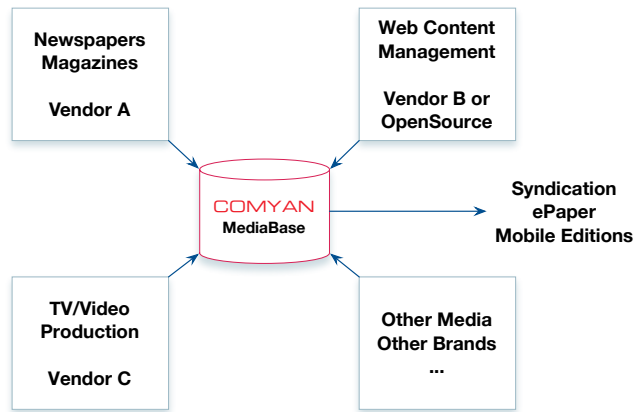 Newspapers
Magazines
Vendor A
Web Content
Management
Vendor B or
OpenSource
COMYAN
MediaBase
Syndication
ePaper
Mobile Editions
TV/Video
Production
Vendor C
Other Media
Other Brands
...